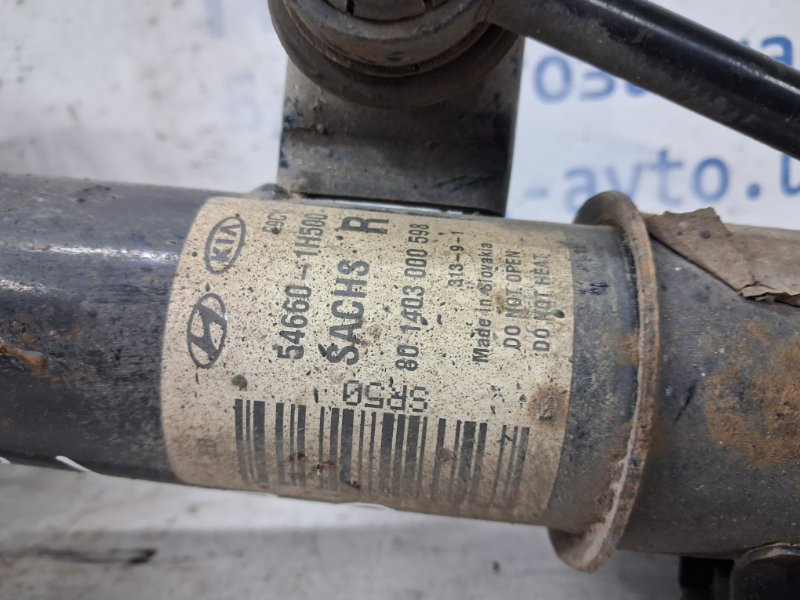 KIA
54660-1H500
SACHS R
80 1403 000 598
313-9-1
Made in Slovakia
DO NOT OPEN
DO NOT HEAT
SR5G
-avto.u